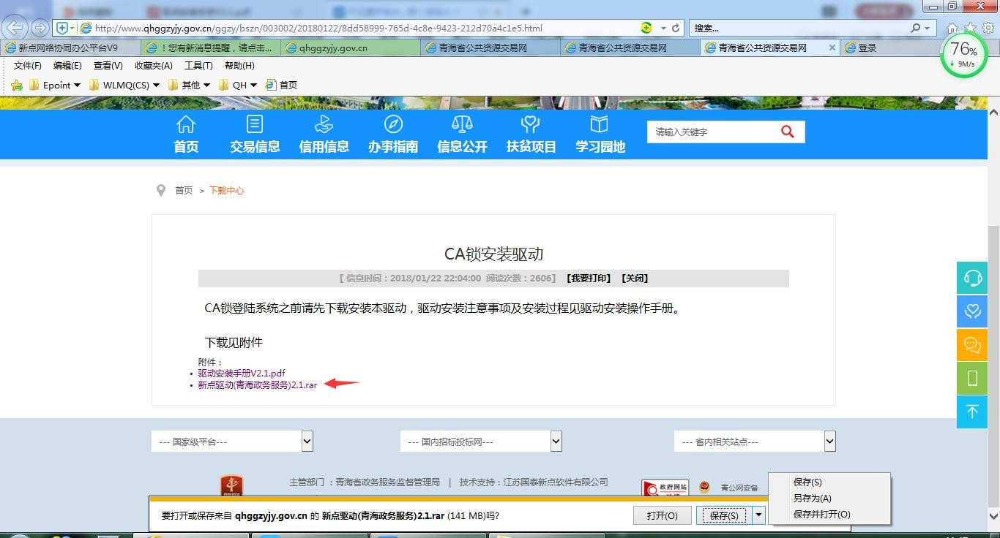 http://www.qhggzyjy.gov.cn/ggzy/bszn/003002/20180122/8dd58999-765d-4c8e-9423-212d70a4c1e5.html
搜索...
新点网络协同办公平台V9
！您有新消息提醒，请点击...
qhggzyjy.gov.cn
青海省公共资源交易网
青海省公共资源交易网
青海省公共资源交易网
登录
76%
9M/s
文件(F) 编辑(E) 查看(V) 收藏夹(A) 工具(T) 帮助(H)
Epoint WLMQ(CS) 其他 QH 首页
首页 交易信息 信用信息 办事指南 信息公开 扶贫项目 学习园地
请输入关键字
首页 > 下载中心
CA锁安装驱动
【 信息时间：2018/01/22 22:04:00 阅读次数：2606】 【我要打印】 【关闭】
CA锁登陆系统之前请先下载安装本驱动，驱动安装注意事项及安装过程见驱动安装操作手册。
下载见附件
附件：
• 驱动安装手册V2.1.pdf
• 新点驱动(青海政务服务)2.1.rar
--- 国家级平台---
--- 国内招标投标网---
--- 省内相关站点---
主管部门 ：青海省政务服务监督管理局 | 技术支持：江苏国泰新点软件有限公司
政府网站
青公网安备
保存(S)
另存为(A)
保存并打开(O)
要打开或保存来自 qhggzyjy.gov.cn 的 新点驱动(青海政务服务)2.1.rar (141 MB)吗?
打开(O) 保存(S)